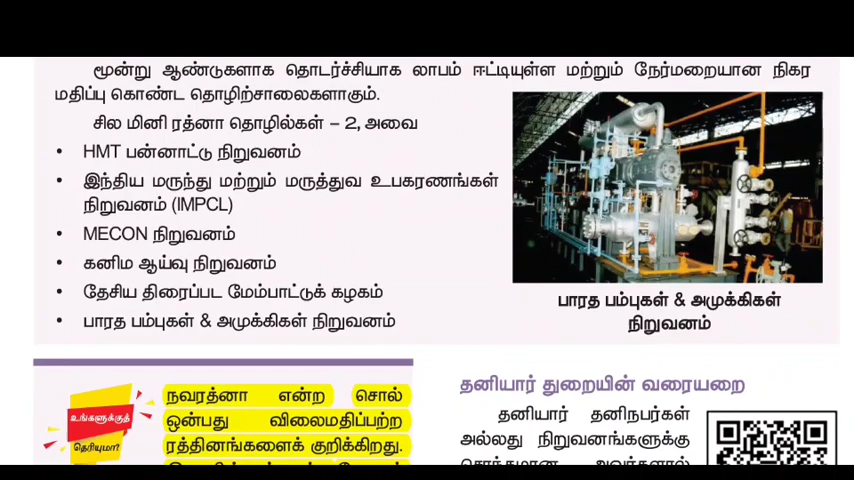 மூன்று ஆண்டுகளாக தொடர்ச்சியாக லாபம் ஈட்டியுள்ள மற்றும் நேர்மறையான நிகர
மதிப்பு கொண்ட தொழிற்சாலைகளாகும்.
சில மினி ரத்னா தொழில்கள் – 2, அவை
• HMT பன்னாட்டு நிறுவனம்
• இந்திய மருந்து மற்றும் மருத்துவ உபகரணங்கள்
நிறுவனம் (IMPCL)
• MECON நிறுவனம்
• கனிம ஆய்வு நிறுவனம்
• தேசிய திரைப்பட மேம்பாட்டுக் கழகம்
• பாரத பம்புகள் & அமுக்கிகள் நிறுவனம்
பாரத பம்புகள் & அமுக்கிகள்
நிறுவனம்
உங்களுக்குத்
தெரியுமா?
நவரத்னா என்ற சொல்
ஒன்பது விலைமதிப்பற்ற
ரத்தினங்களைக் குறிக்கிறது.
தனியார் துறையின் வரையறை
தனியார் தனிநபர்கள்
அல்லது நிறுவனங்களுக்கு